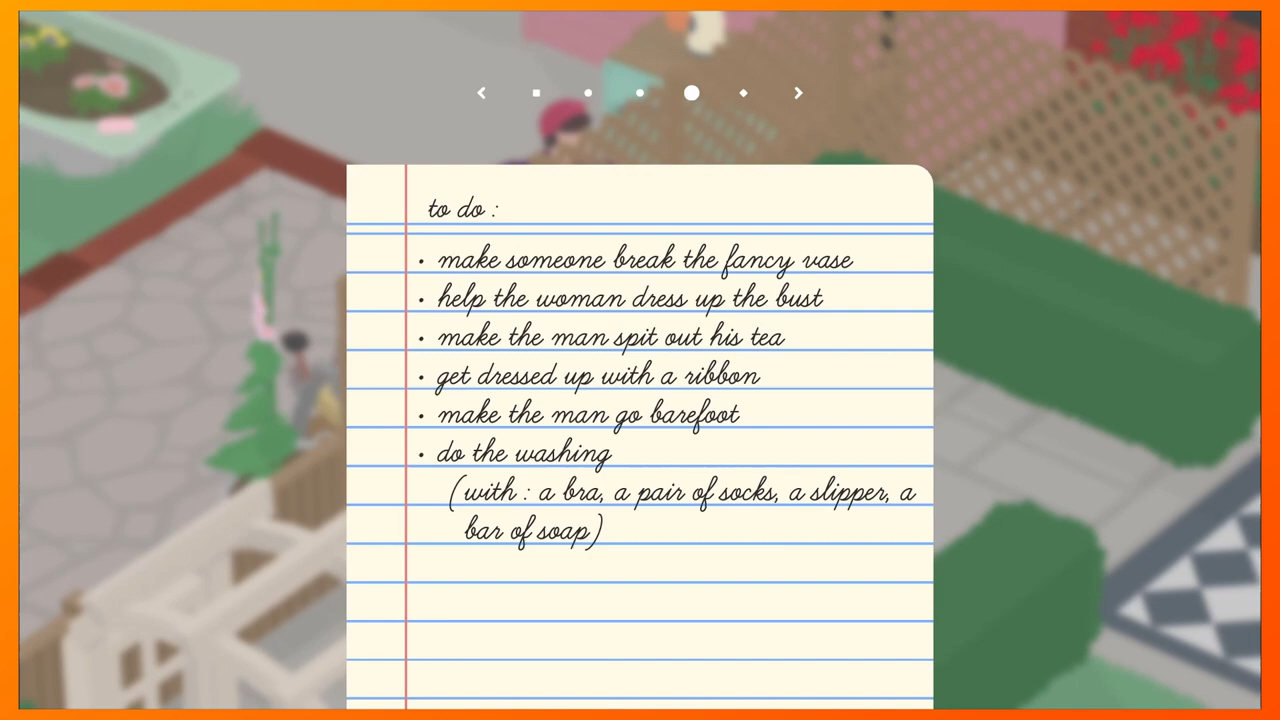 to do :
• make someone break the fancy vase
• help the woman dress up the bust
• make the man spit out his tea
• get dressed up with a ribbon
• make the man go barefoot
• do the washing
(with : a bra, a pair of socks, a slipper, a
bar of soap)